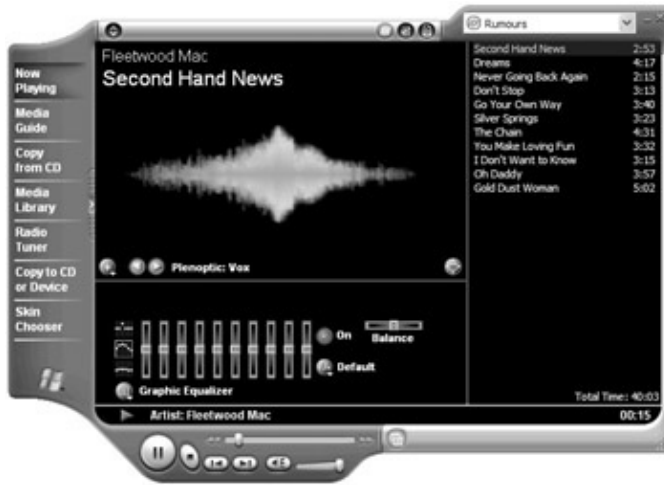 Rumours
Fleetwood Mac
Second Hand News
Now
Playing
Media
Guide
Copy
from CD
Media
Library
Radio
Tuner
Copy to CD
or Device
Skin
Chooser
Second Hand News 2:53
Dreams 4:17
Never Going Back Again 2:15
Don't Stop 3:13
Go Your Own Way 3:40
Silver Springs 3:23
The Chain 4:31
You Make Loving Fun 3:32
I Don't Want to Know 3:15
Oh Daddy 3:57
Gold Dust Woman 5:02
Plenoptic: Vox
On
Balance
Default
Graphic Equalizer
Total Time: 40:03
Artist: Fleetwood Mac 00:15